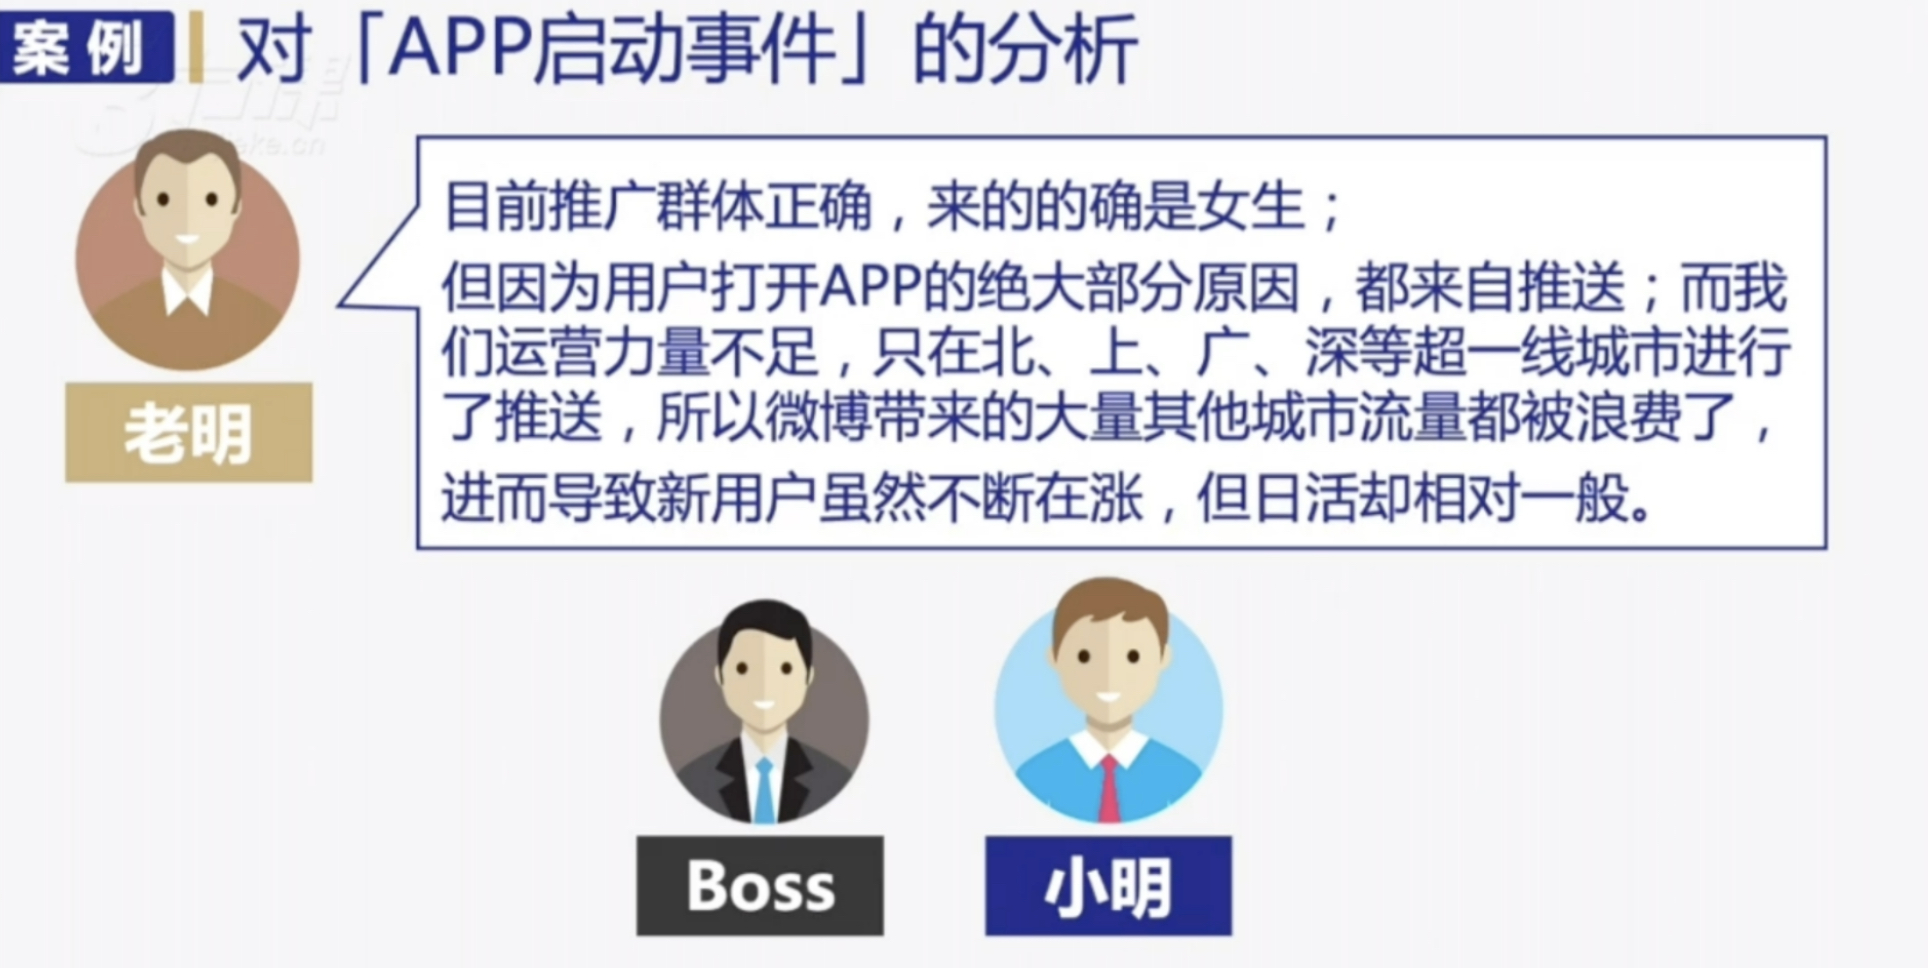 案例 对「APP启动事件」的分析
目前推广群体正确，来的的确是女生；
但因为用户打开APP的绝大部分原因，都来自推送；而我
们运营力量不足，只在北、上、广、深等超一线城市进行
了推送，所以微博带来的大量其他城市流量都被浪费了，
进而导致新用户虽然不断在涨，但日活却相对一般。
老明
Boss
小明